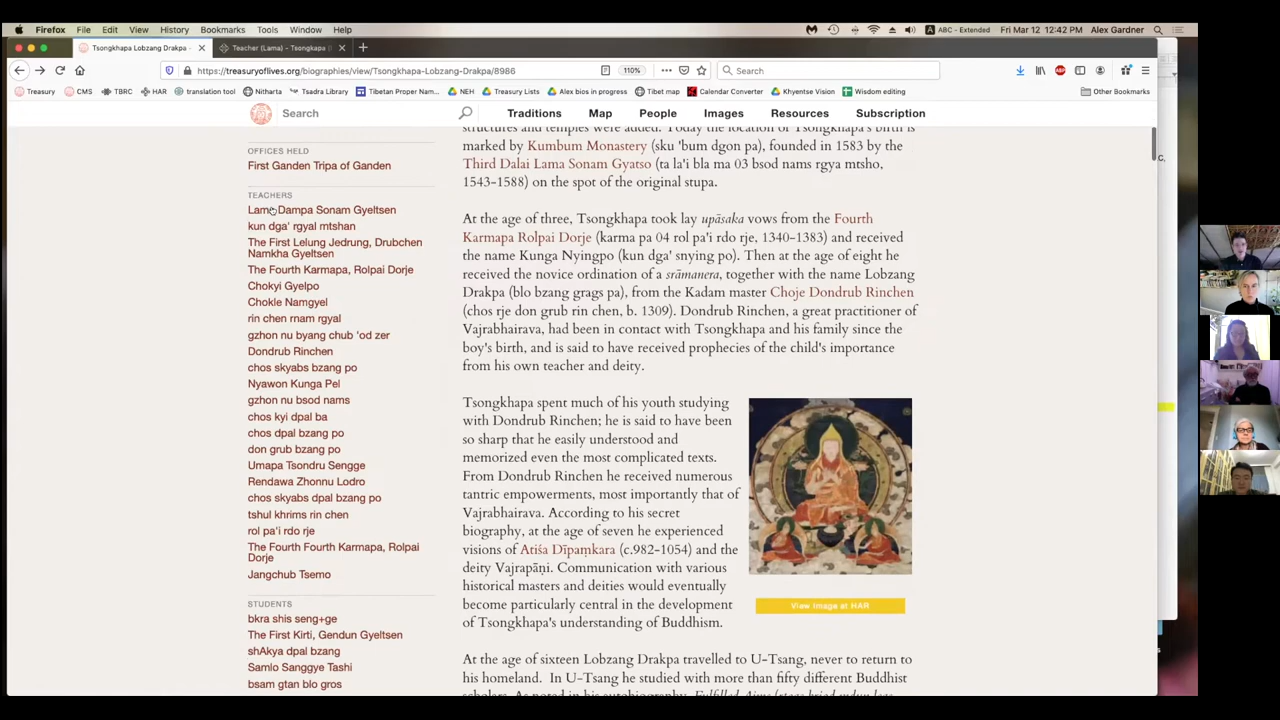 Firefox File Edit View History Bookmarks Tools Window Help
ABC - Extended Fri Mar 12 12:42 PM Alex Gardner
Tsongkhapa Lobzang Drakpa -
Teacher (Lama) - Tsongkapa (
https://treasuryoflives.org/biographies/view/Tsongkhapa-Lobzang-Drakpa/8986
110%
Search
Treasury CMS TBRC HAR translation tool Nitharta Tsadra Library Tibetan Proper Nam... NEH Treasury Lists Alex bios in progress Tibet map Calendar Converter Khyentse Vision Wisdom editing Other Bookmarks
Search
Traditions Map People Images Resources Subscription
OFFICES HELD
First Ganden Tripa of Ganden
TEACHERS
Lama Dampa Sonam Gyeltsen
kun dga' rgyal mtshan
The First Lelung Jedrung, Drubchen
Namkha Gyeltsen
The Fourth Karmapa, Rolpai Dorje
Chokyi Gyelpo
Chokle Namgyel
rin chen rnam rgyal
gzhon nu byang chub 'od zer
Dondrub Rinchen
chos skyabs bzang po
Nyawon Kunga Pel
gzhon nu bsod nams
chos kyi dpal ba
chos dpal bzang po
don grub bzang po
Umapa Tsondru Sengge
Rendawa Zhonnu Lodro
chos skyabs dpal bzang po
tshul khrims rin chen
rol pa'i rdo rje
The Fourth Fourth Karmapa, Rolpai
Dorje
Jangchub Tsemo
STUDENTS
bkra shis seng+ge
The First Kirti, Gendun Gyeltsen
shAkya dpal bzang
Samlo Sanggye Tashi
bsam gtan blo gros
structures and temples were added. Today the location of Tsongkhapa's birth is
marked by Kumbum Monastery (sku 'bum dgon pa), founded in 1583 by the
Third Dalai Lama Sonam Gyatso (ta la'i bla ma 03 bsod nams rgya mtsho,
1543-1588) on the spot of the original stupa.
At the age of three, Tsongkhapa took lay upāsaka vows from the Fourth
Karmapa Rolpai Dorje (karma pa 04 rol pa'i rdo rje, 1340-1383) and received
the name Kunga Nyingpo (kun dga' snying po). Then at the age of eight he
received the novice ordination of a srāmanera, together with the name Lobzang
Drakpa (blo bzang grags pa), from the Kadam master Choje Dondrub Rinchen
(chos rje don grub rin chen, b. 1309). Dondrub Rinchen, a great practitioner of
Vajrabhairava, had been in contact with Tsongkhapa and his family since the
boy's birth, and is said to have received prophecies of the child's importance
from his own teacher and deity.
Tsongkhapa spent much of his youth studying
with Dondrub Rinchen; he is said to have been
so sharp that he easily understood and
memorized even the most complicated texts.
From Dondrub Rinchen he received numerous
tantric empowerments, most importantly that of
Vajrabhairava. According to his secret
biography, at the age of seven he experienced
visions of Atiśa Dīpaṃkara (c.982-1054) and the
deity Vajrapāṇi. Communication with various
historical masters and deities would eventually
become particularly central in the development
of Tsongkhapa's understanding of Buddhism.
View Image at HAR
At the age of sixteen Lobzang Drakpa travelled to U-Tsang, never to return to
his homeland. In U-Tsang he studied with more than fifty different Buddhist